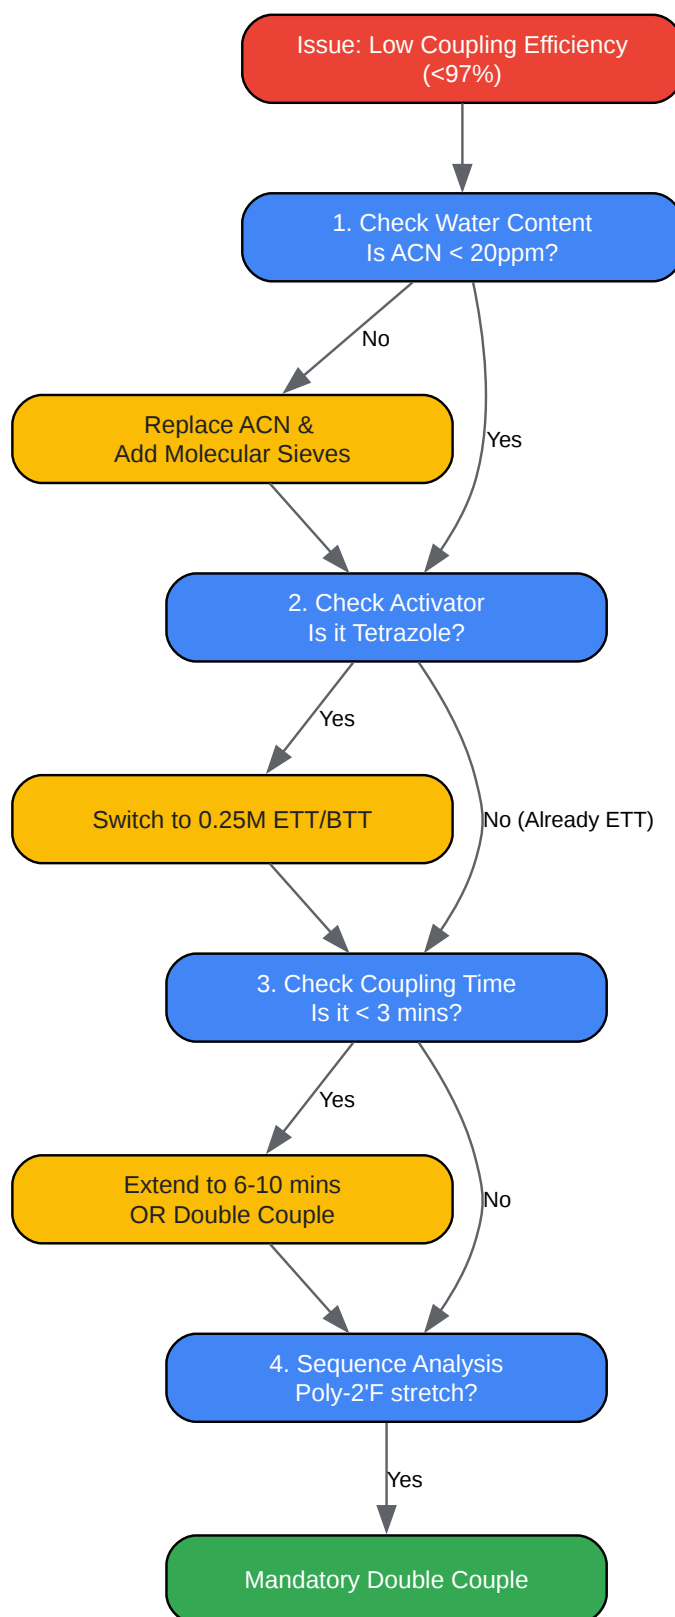 Issue: Low Coupling Efficiency
(<97%)
1. Check Water Content
Is ACN < 20ppm?
No
Replace ACN &
Add Molecular Sieves
Yes
2. Check Activator
Is it Tetrazole?
Yes
Switch to 0.25M ETT/BTT
No (Already ETT)
3. Check Coupling Time
Is it < 3 mins?
Yes
Extend to 6-10 mins
OR Double Couple
No
4. Sequence Analysis
Poly-2'F stretch?
Yes
Mandatory Double Couple